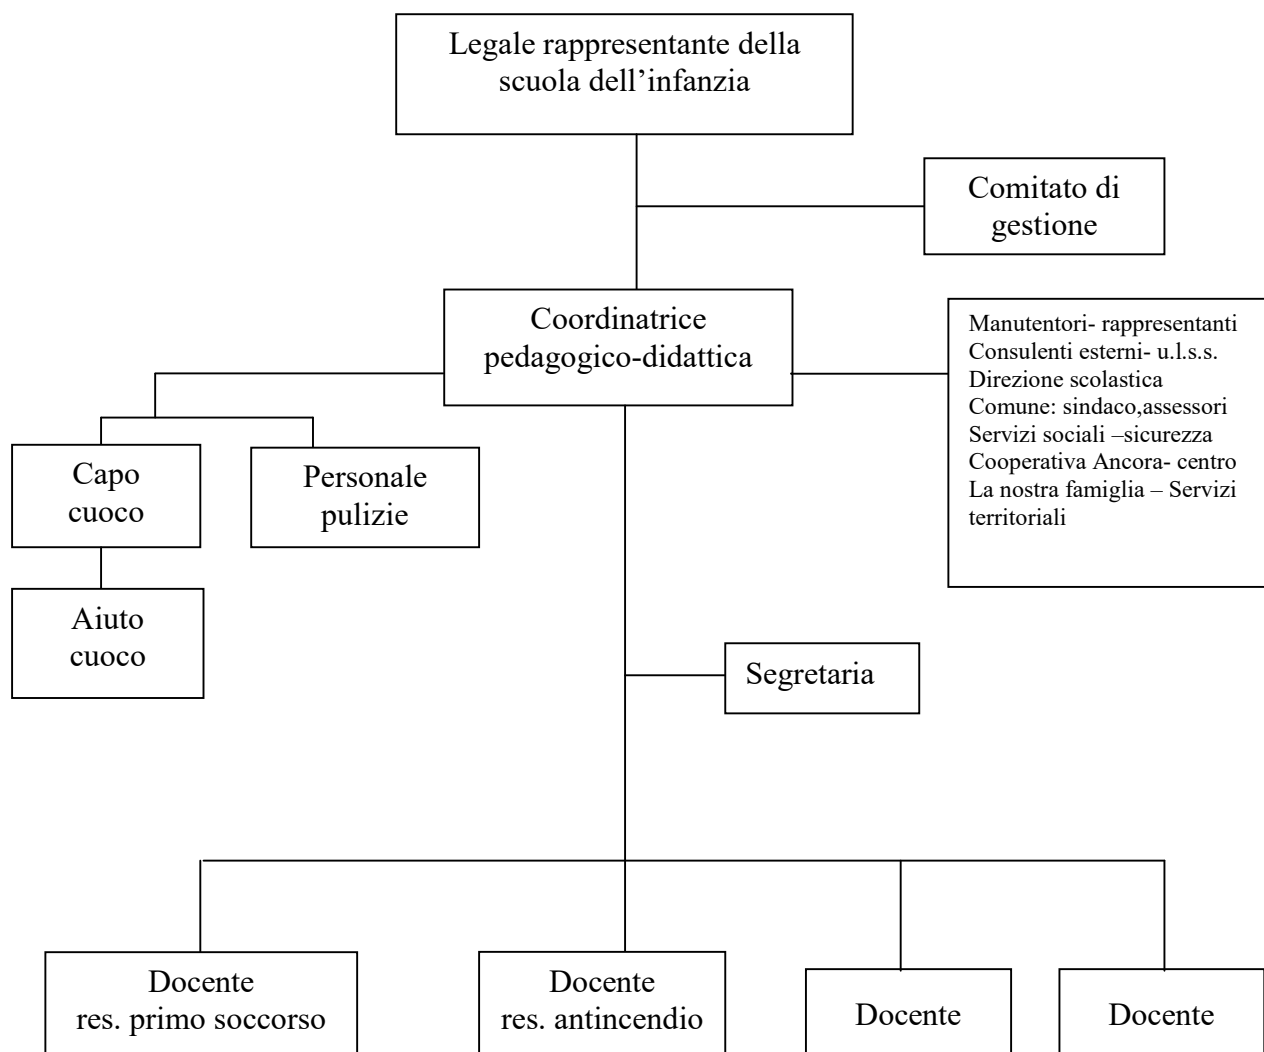 Legale rappresentante della
scuola dell’infanzia
Comitato di
gestione
Coordinatrice
pedagogico-didattica
Manutentori- rappresentanti
Consulenti esterni- u.l.s.s.
Direzione scolastica
Comune: sindaco,assessori
Servizi sociali –sicurezza
Cooperativa Ancora- centro
La nostra famiglia – Servizi
territoriali
Capo
cuoco
Personale
pulizie
Aiuto
cuoco
Segretaria
Docente
res. primo soccorso
Docente
res. antincendio
Docente
Docente